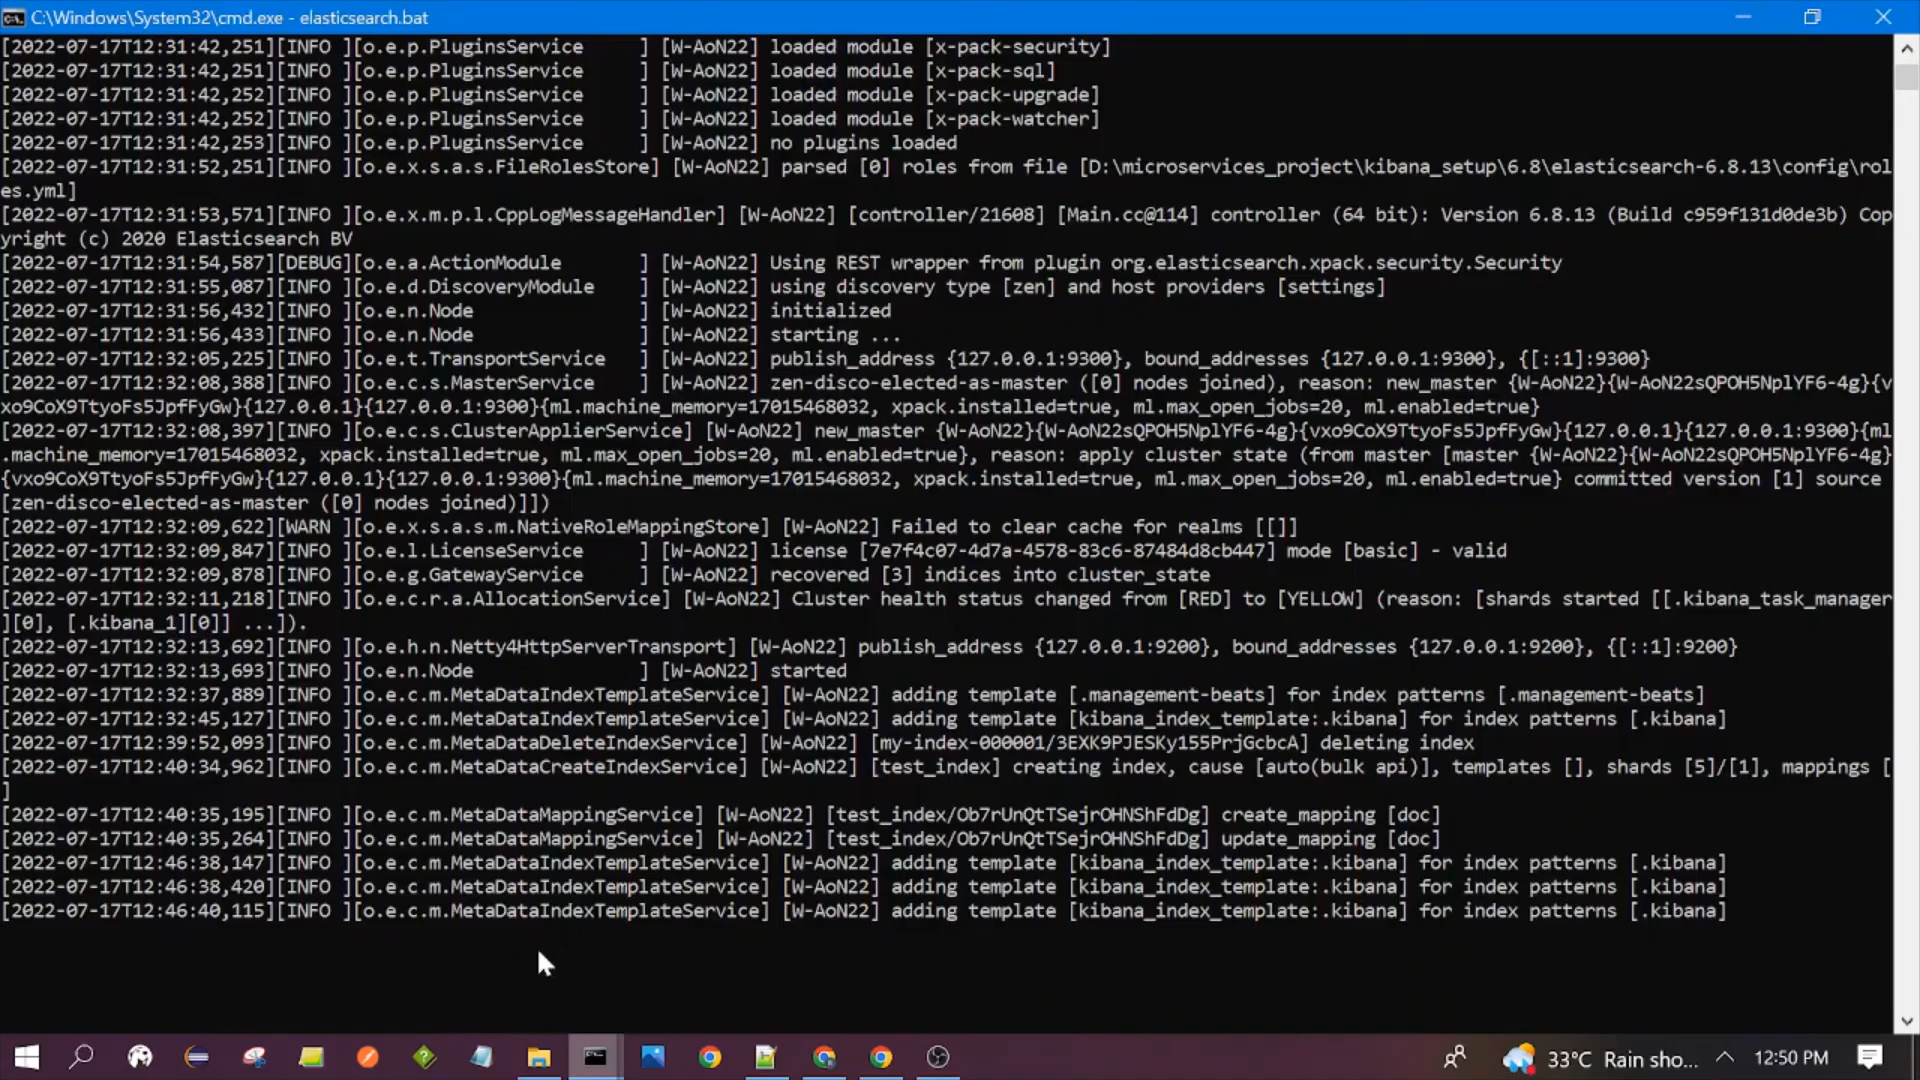 C:\Windows\System32\cmd.exe - elasticsearch.bat
[2022-07-17T12:31:42,251][INFO ][o.e.p.PluginsService     ] [W-AoN22] loaded module [x-pack-security]
[2022-07-17T12:31:42,251][INFO ][o.e.p.PluginsService     ] [W-AoN22] loaded module [x-pack-sql]
[2022-07-17T12:31:42,252][INFO ][o.e.p.PluginsService     ] [W-AoN22] loaded module [x-pack-upgrade]
[2022-07-17T12:31:42,252][INFO ][o.e.p.PluginsService     ] [W-AoN22] loaded module [x-pack-watcher]
[2022-07-17T12:31:42,253][INFO ][o.e.p.PluginsService     ] [W-AoN22] no plugins loaded
[2022-07-17T12:31:52,251][INFO ][o.e.x.s.a.s.FileRolesStore] [W-AoN22] parsed [0] roles from file [D:\microservices_project\kibana_setup\6.8\elasticsearch-6.8.13\config\rol
es.yml]
[2022-07-17T12:31:53,571][INFO ][o.e.x.m.p.l.CppLogMessageHandler] [W-AoN22] [controller/21608] [Main.cc@114] controller (64 bit): Version 6.8.13 (Build c959f131d0de3b) Cop
yright (c) 2020 Elasticsearch BV
[2022-07-17T12:31:54,587][DEBUG][o.e.a.ActionModule       ] [W-AoN22] Using REST wrapper from plugin org.elasticsearch.xpack.security.Security
[2022-07-17T12:31:55,087][INFO ][o.e.d.DiscoveryModule    ] [W-AoN22] using discovery type [zen] and host providers [settings]
[2022-07-17T12:31:56,432][INFO ][o.e.n.Node               ] [W-AoN22] initialized
[2022-07-17T12:31:56,433][INFO ][o.e.n.Node               ] [W-AoN22] starting ...
[2022-07-17T12:32:05,225][INFO ][o.e.t.TransportService   ] [W-AoN22] publish_address {127.0.0.1:9300}, bound_addresses {127.0.0.1:9300}, {[::1]:9300}
[2022-07-17T12:32:08,388][INFO ][o.e.c.s.MasterService    ] [W-AoN22] zen-disco-elected-as-master ([0] nodes joined), reason: new_master {W-AoN22}{W-AoN22sQPOH5NplYF6-4g}{v
xo9CoX9TtyoFs5JpfFyGw}{127.0.0.1}{127.0.0.1:9300}{ml.machine_memory=17015468032, xpack.installed=true, ml.max_open_jobs=20, ml.enabled=true}
[2022-07-17T12:32:08,397][INFO ][o.e.c.s.ClusterApplierService] [W-AoN22] new_master {W-AoN22}{W-AoN22sQPOH5NplYF6-4g}{vxo9CoX9TtyoFs5JpfFyGw}{127.0.0.1}{127.0.0.1:9300}{ml
.machine_memory=17015468032, xpack.installed=true, ml.max_open_jobs=20, ml.enabled=true}, reason: apply cluster state (from master [master {W-AoN22}{W-AoN22sQPOH5NplYF6-4g}
{vxo9CoX9TtyoFs5JpfFyGw}{127.0.0.1}{127.0.0.1:9300}{ml.machine_memory=17015468032, xpack.installed=true, ml.max_open_jobs=20, ml.enabled=true} committed version [1] source
[zen-disco-elected-as-master ([0] nodes joined)]])
[2022-07-17T12:32:09,622][WARN ][o.e.x.s.a.s.m.NativeRoleMappingStore] [W-AoN22] Failed to clear cache for realms [[]]
[2022-07-17T12:32:09,847][INFO ][o.e.l.LicenseService     ] [W-AoN22] license [7e7f4c07-4d7a-4578-83c6-87484d8cb447] mode [basic] - valid
[2022-07-17T12:32:09,878][INFO ][o.e.g.GatewayService     ] [W-AoN22] recovered [3] indices into cluster_state
[2022-07-17T12:32:11,218][INFO ][o.e.c.r.a.AllocationService] [W-AoN22] Cluster health status changed from [RED] to [YELLOW] (reason: [shards started [[.kibana_task_manager
][0], [.kibana_1][0]] ...]).
[2022-07-17T12:32:13,692][INFO ][o.e.h.n.Netty4HttpServerTransport] [W-AoN22] publish_address {127.0.0.1:9200}, bound_addresses {127.0.0.1:9200}, {[::1]:9200}
[2022-07-17T12:32:13,693][INFO ][o.e.n.Node               ] [W-AoN22] started
[2022-07-17T12:32:37,889][INFO ][o.e.c.m.MetaDataIndexTemplateService] [W-AoN22] adding template [.management-beats] for index patterns [.management-beats]
[2022-07-17T12:32:45,127][INFO ][o.e.c.m.MetaDataIndexTemplateService] [W-AoN22] adding template [kibana_index_template:.kibana] for index patterns [.kibana]
[2022-07-17T12:39:52,093][INFO ][o.e.c.m.MetaDataDeleteIndexService] [W-AoN22] [my-index-000001/3EXK9PJESKy155PrjGcbcA] deleting index
[2022-07-17T12:40:34,962][INFO ][o.e.c.m.MetaDataCreateIndexService] [W-AoN22] [test_index] creating index, cause [auto(bulk api)], templates [], shards [5]/[1], mappings [
]
[2022-07-17T12:40:35,195][INFO ][o.e.c.m.MetaDataMappingService] [W-AoN22] [test_index/Ob7rUnQtTSejrOHNShFdDg] create_mapping [doc]
[2022-07-17T12:40:35,264][INFO ][o.e.c.m.MetaDataMappingService] [W-AoN22] [test_index/Ob7rUnQtTSejrOHNShFdDg] update_mapping [doc]
[2022-07-17T12:46:38,147][INFO ][o.e.c.m.MetaDataIndexTemplateService] [W-AoN22] adding template [kibana_index_template:.kibana] for index patterns [.kibana]
[2022-07-17T12:46:38,420][INFO ][o.e.c.m.MetaDataIndexTemplateService] [W-AoN22] adding template [kibana_index_template:.kibana] for index patterns [.kibana]
[2022-07-17T12:46:40,115][INFO ][o.e.c.m.MetaDataIndexTemplateService] [W-AoN22] adding template [kibana_index_template:.kibana] for index patterns [.kibana]
33°C Rain sho... 12:50 PM